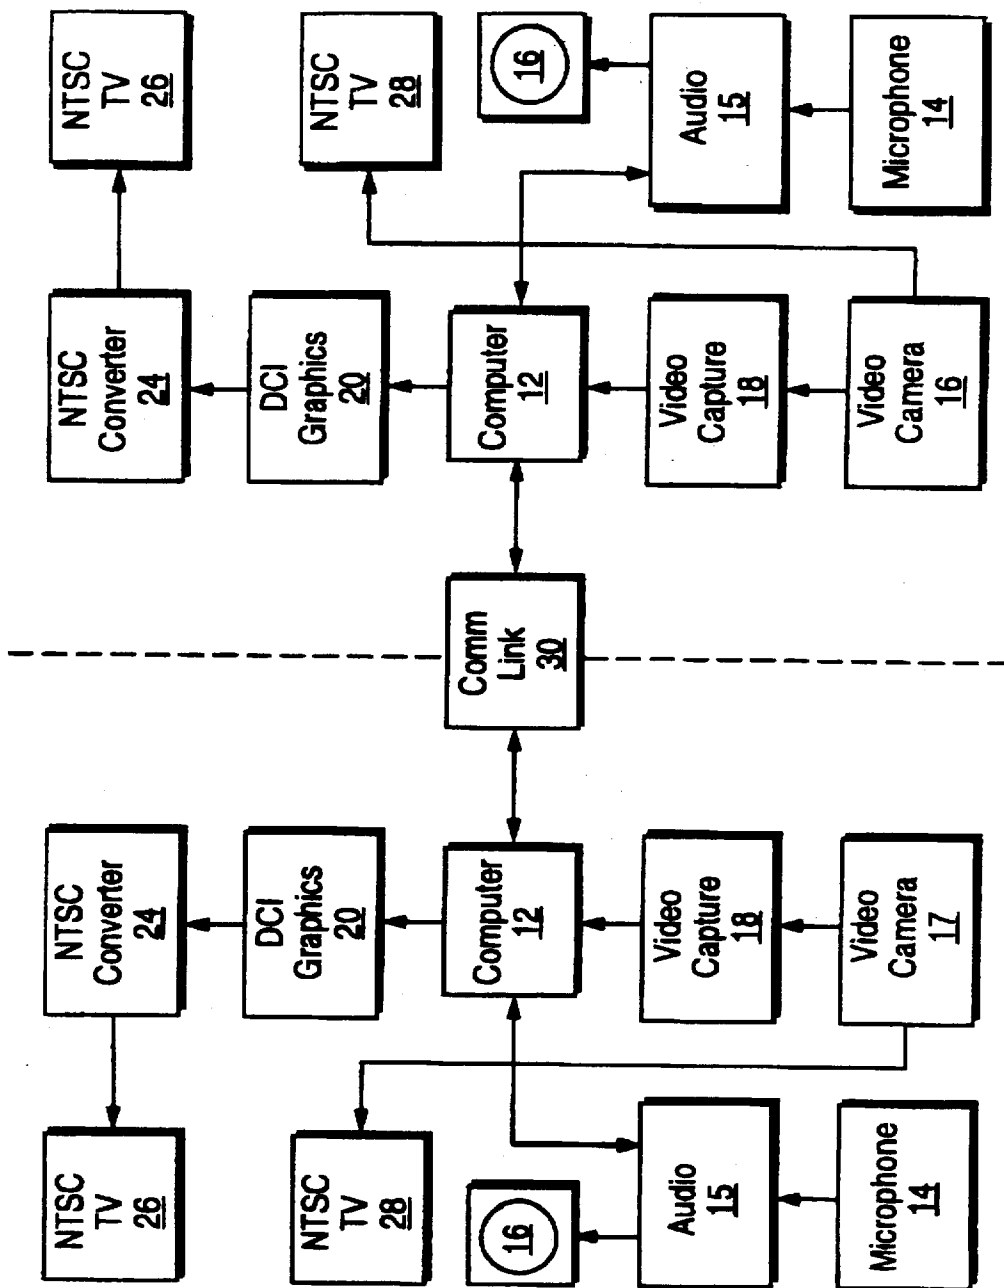 NTSC
TV
26
NTSC
Converter
24
NTSC
Converter
24
NTSC
TV
26
NTSC
TV
28
DCI
Graphics
20
DCI
Graphics
20
NTSC
TV
28
16
Computer
12
Comm
Link
30
Computer
12
16
Audio
15
Video
Capture
18
Video
Capture
18
Audio
15
Microphone
14
Video
Camera
17
Video
Camera
16
Microphone
14